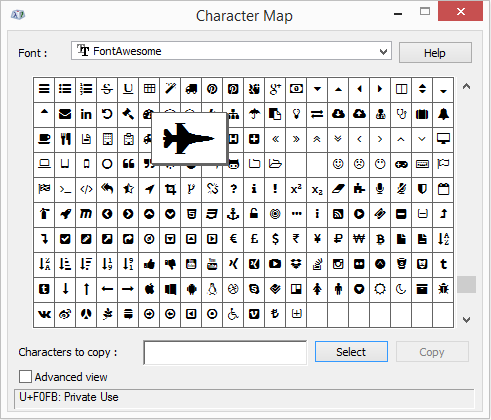 Character Map
Font :
FontAwesome
Help
Characters to copy :
Select
Copy
Advanced view
U+F0FB: Private Use